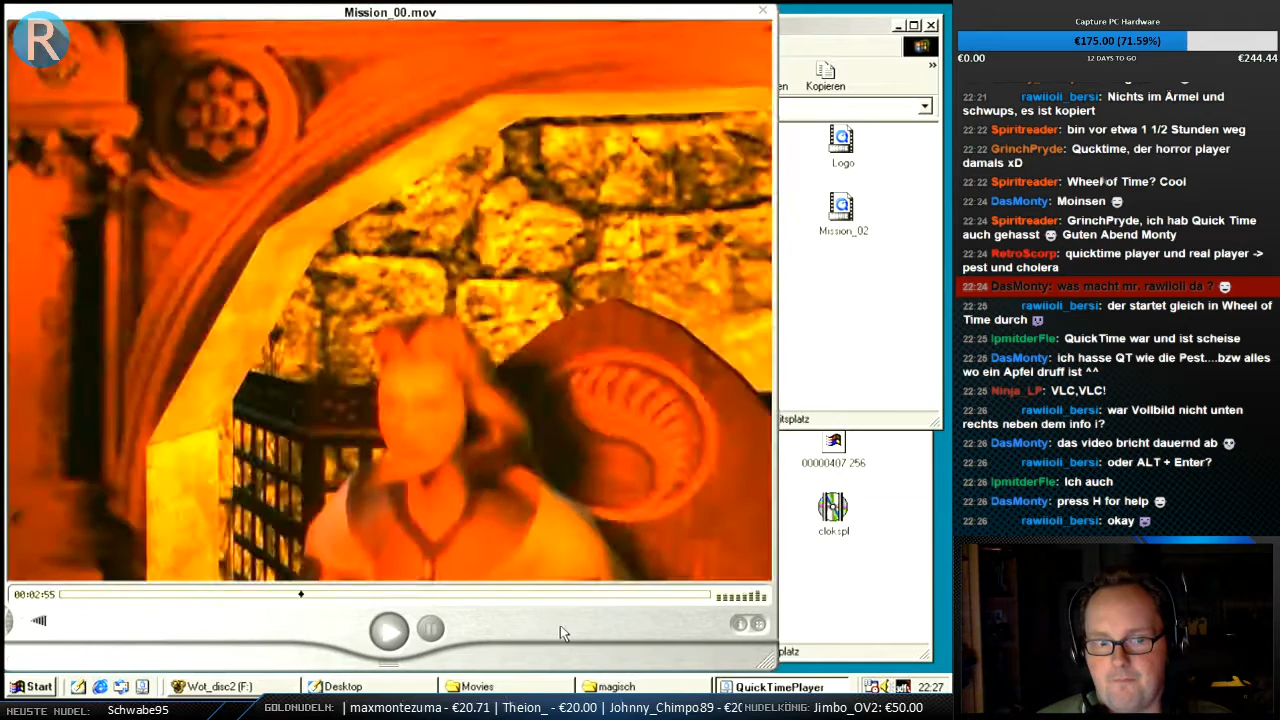 Mission_00.mov
R
Kopieren
Logo
Mission_02
itsplatz
00000407.256
clokspl
platz
00:02:55
Start
Wot_disc2 (F:)
Desktop
Movies
magisch
QuickTimePlayer
22:27
Capture PC Hardware
€175.00 (71.59%)
€0.00
12 DAYS TO GO
€244.44
22:21 rawiioli_bersi: Nichts im Ärmel und
schwups, es ist kopiert
22:22 Spiritreader: bin vor etwa 1 1/2 Stunden weg
22:22 GrinchPryde: Qucktime, der horror player
damals xD
22:22 Spiritreader: Wheel of Time? Cool
22:24 DasMonty: Moinsen
22:24 Spiritreader: GrinchPryde, ich hab Quick Time
auch gehasst Guten Abend Monty
22:24 RetroScorp: quicktime player und real player ->
pest und cholera
22:24 DasMonty: was macht mr. rawiioli da ?
22:25 rawiioli_bersi: der startet gleich in Wheel of
Time durch
22:25 IpmitderFle: QuickTime war und ist scheise
22:25 DasMonty: ich hasse QT wie die Pest....bzw alles
wo ein Apfel druff ist ^^
22:25 Ninja_LP: VLC,VLC!
22:26 rawiioli_bersi: war Vollbild nicht unten
rechts neben dem info i?
22:26 DasMonty: das video bricht dauernd ab
22:26 rawiioli_bersi: oder ALT + Enter?
22:26 IpmitderFle: Ich auch
22:26 DasMonty: press H for help
22:26 rawiioli_bersi: okay
NEUSTE NUDEL: Schwabe95
GOLDNUDELN: | maxmontezuma - €20.71 | Theion_ - €20.00 | Johnny_Chimpo89 - €20
NUDELKÖNIG: Jimbo_OV2: €50.00